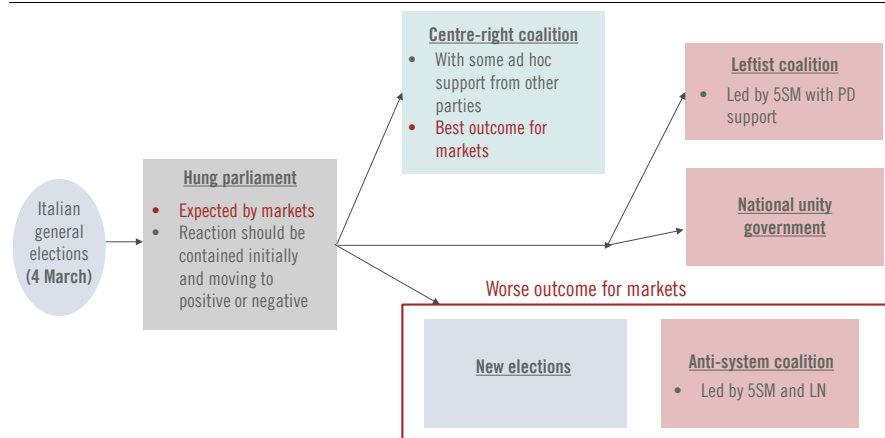 Centre-right coalition
• With some ad hoc
support from other
parties
• Best outcome for
markets
Leftist coalition
• Led by 5SM with PD
support
Hung parliament
• Expected by markets
• Reaction should be
contained initially
and moving to
positive or negative
Italian
general
elections
(4 March)
National unity
government
Worse outcome for markets
New elections
Anti-system coalition
• Led by 5SM and LN